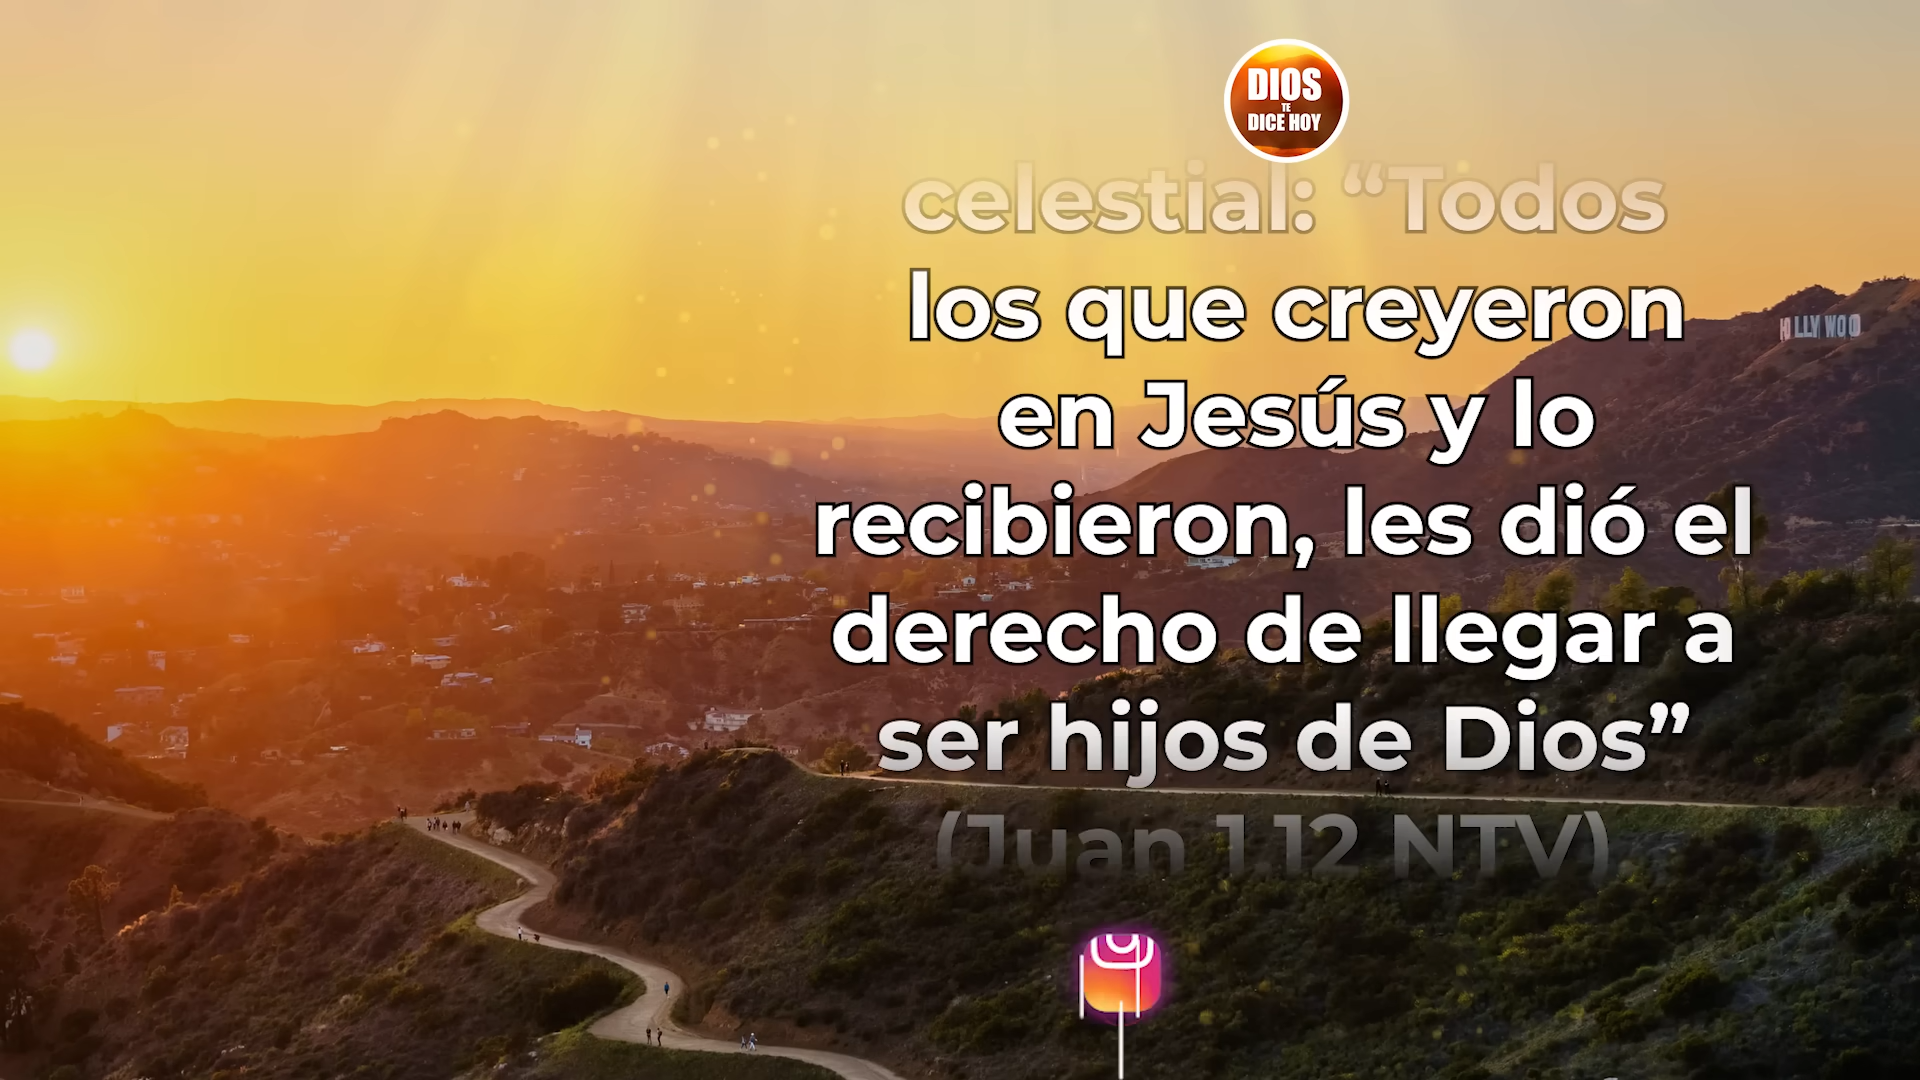 DIOS
TE
DICE HOY
celestial: “Todos
los que creyeron
en Jesús y lo
recibieron, les dió el
derecho de llegar a
ser hijos de Dios”
(Juan 1.12 NTV)
HOLLYWOO